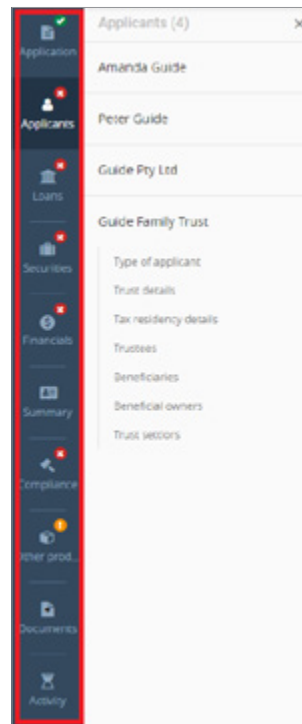 Application
Applicants
Loans
Securities
Financials
Summary
Compliance
Other prod...
Documents
Activity
Applicants (4)
Amanda Guide
Peter Guide
Guide Pty Ltd
Guide Family Trust
Type of applicant
Trust details
Tax residency details
Trustees
Beneficiaries
Beneficial owners
Trust settlors